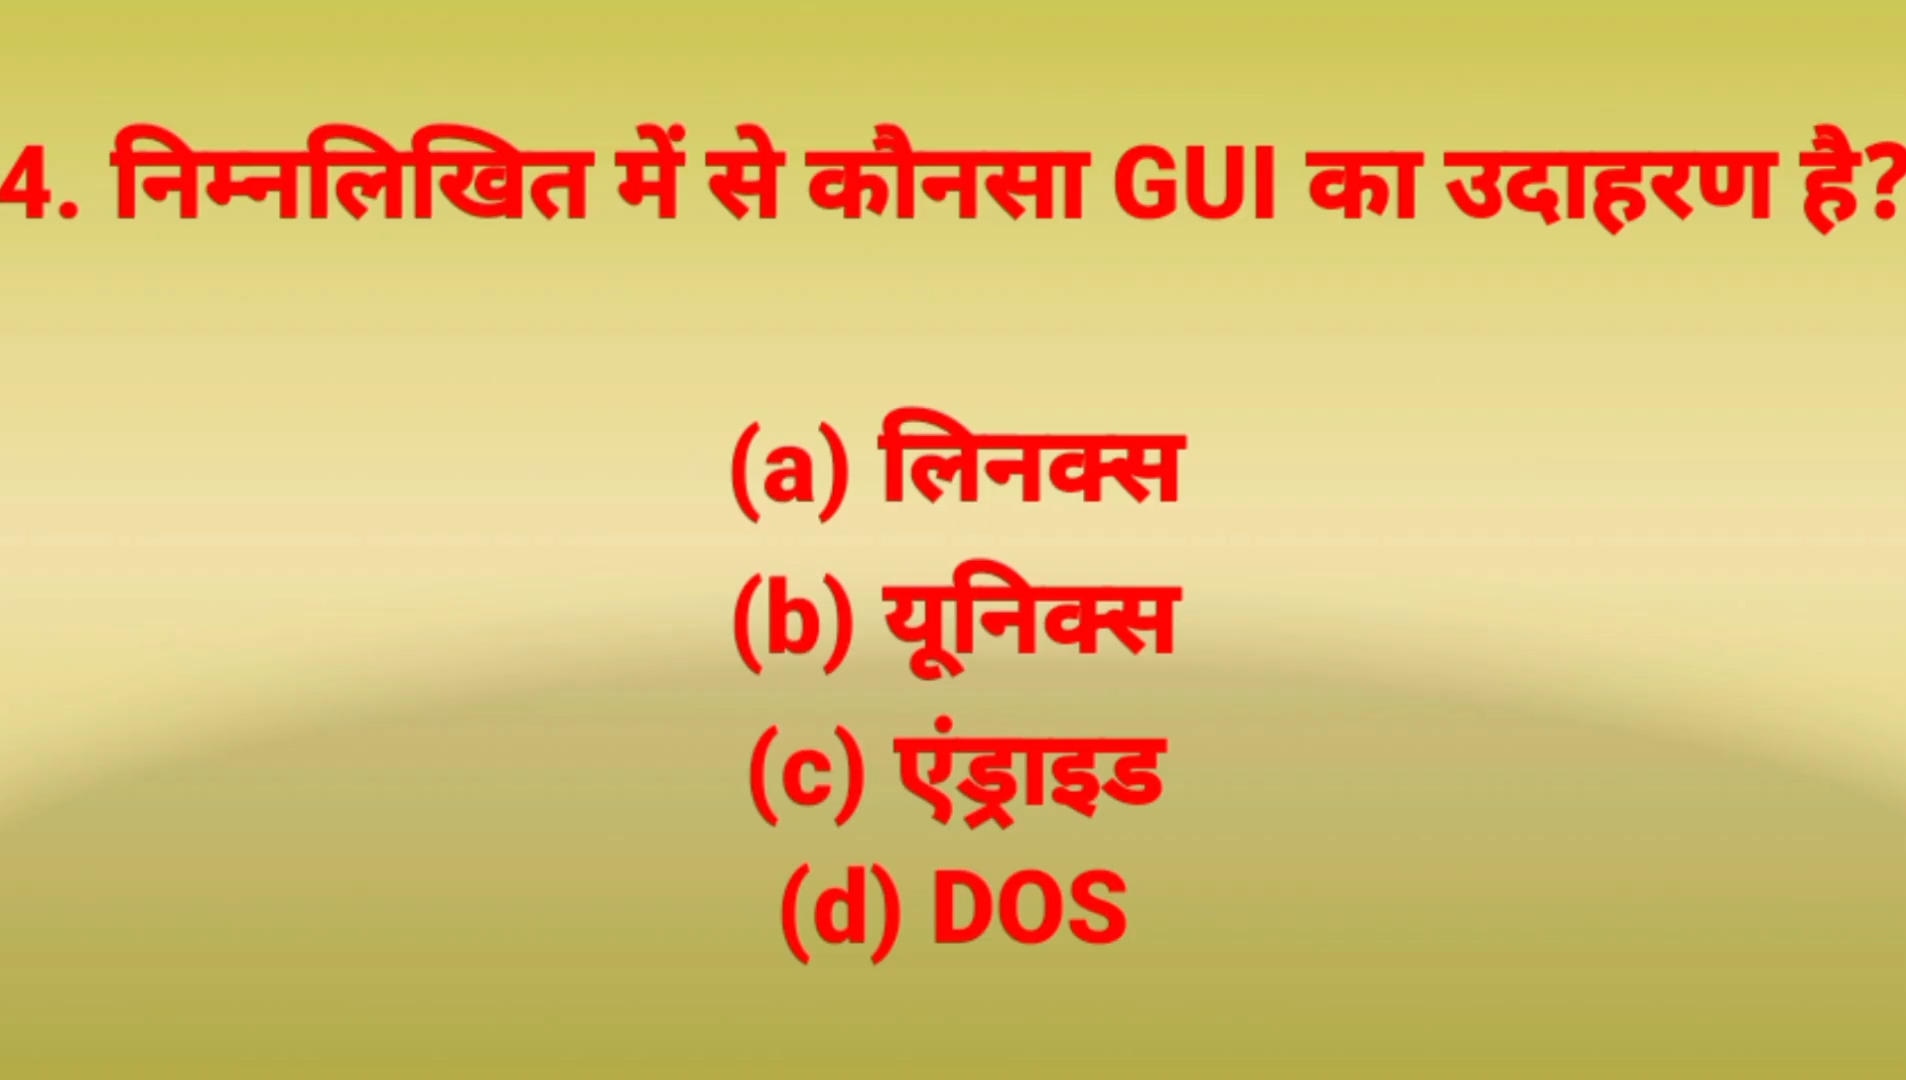 4. निम्नलिखित में से कौनसा GUI का उदाहरण है?
(a) लिनक्स
(b) यूनिक्स
(c) एंड्राइड
(d) DOS